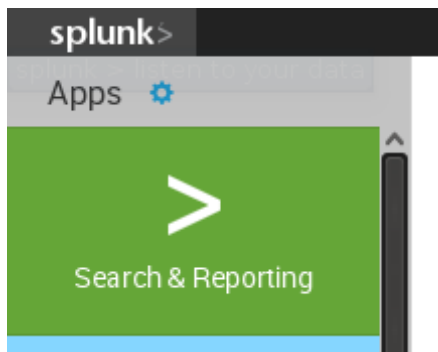 splunk>
splunk > listen to your data
Apps
>
Search & Reporting